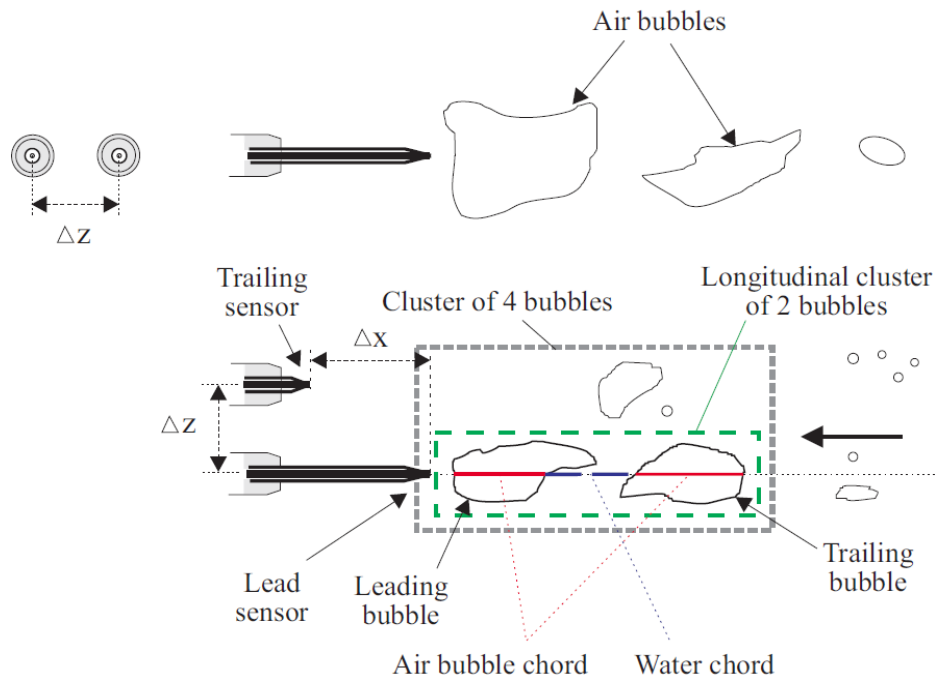 Air bubbles
△z
Trailing
sensor
Cluster of 4 bubbles
Longitudinal cluster
of 2 bubbles
△x
△z
Lead
sensor
Leading
bubble
Trailing
bubble
Air bubble chord
Water chord